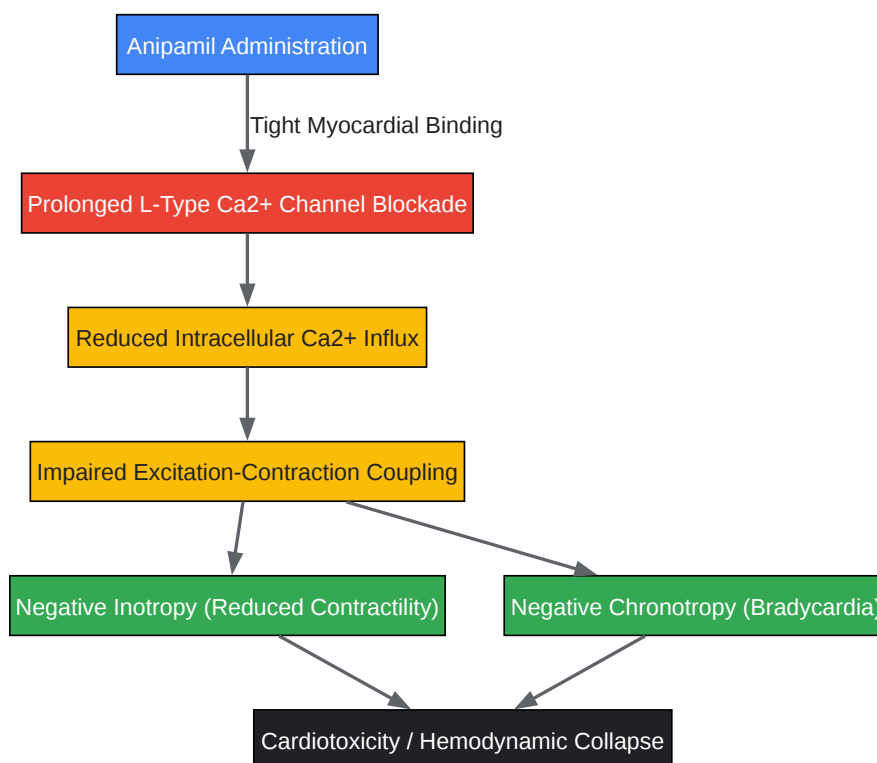 Anipamil Administration
Tight Myocardial Binding
Prolonged L-Type Ca2+ Channel Blockade
Reduced Intracellular Ca2+ Influx
Impaired Excitation-Contraction Coupling
Negative Inotropy (Reduced Contractility)
Negative Chronotropy (Bradycardia)
Cardiotoxicity / Hemodynamic Collapse